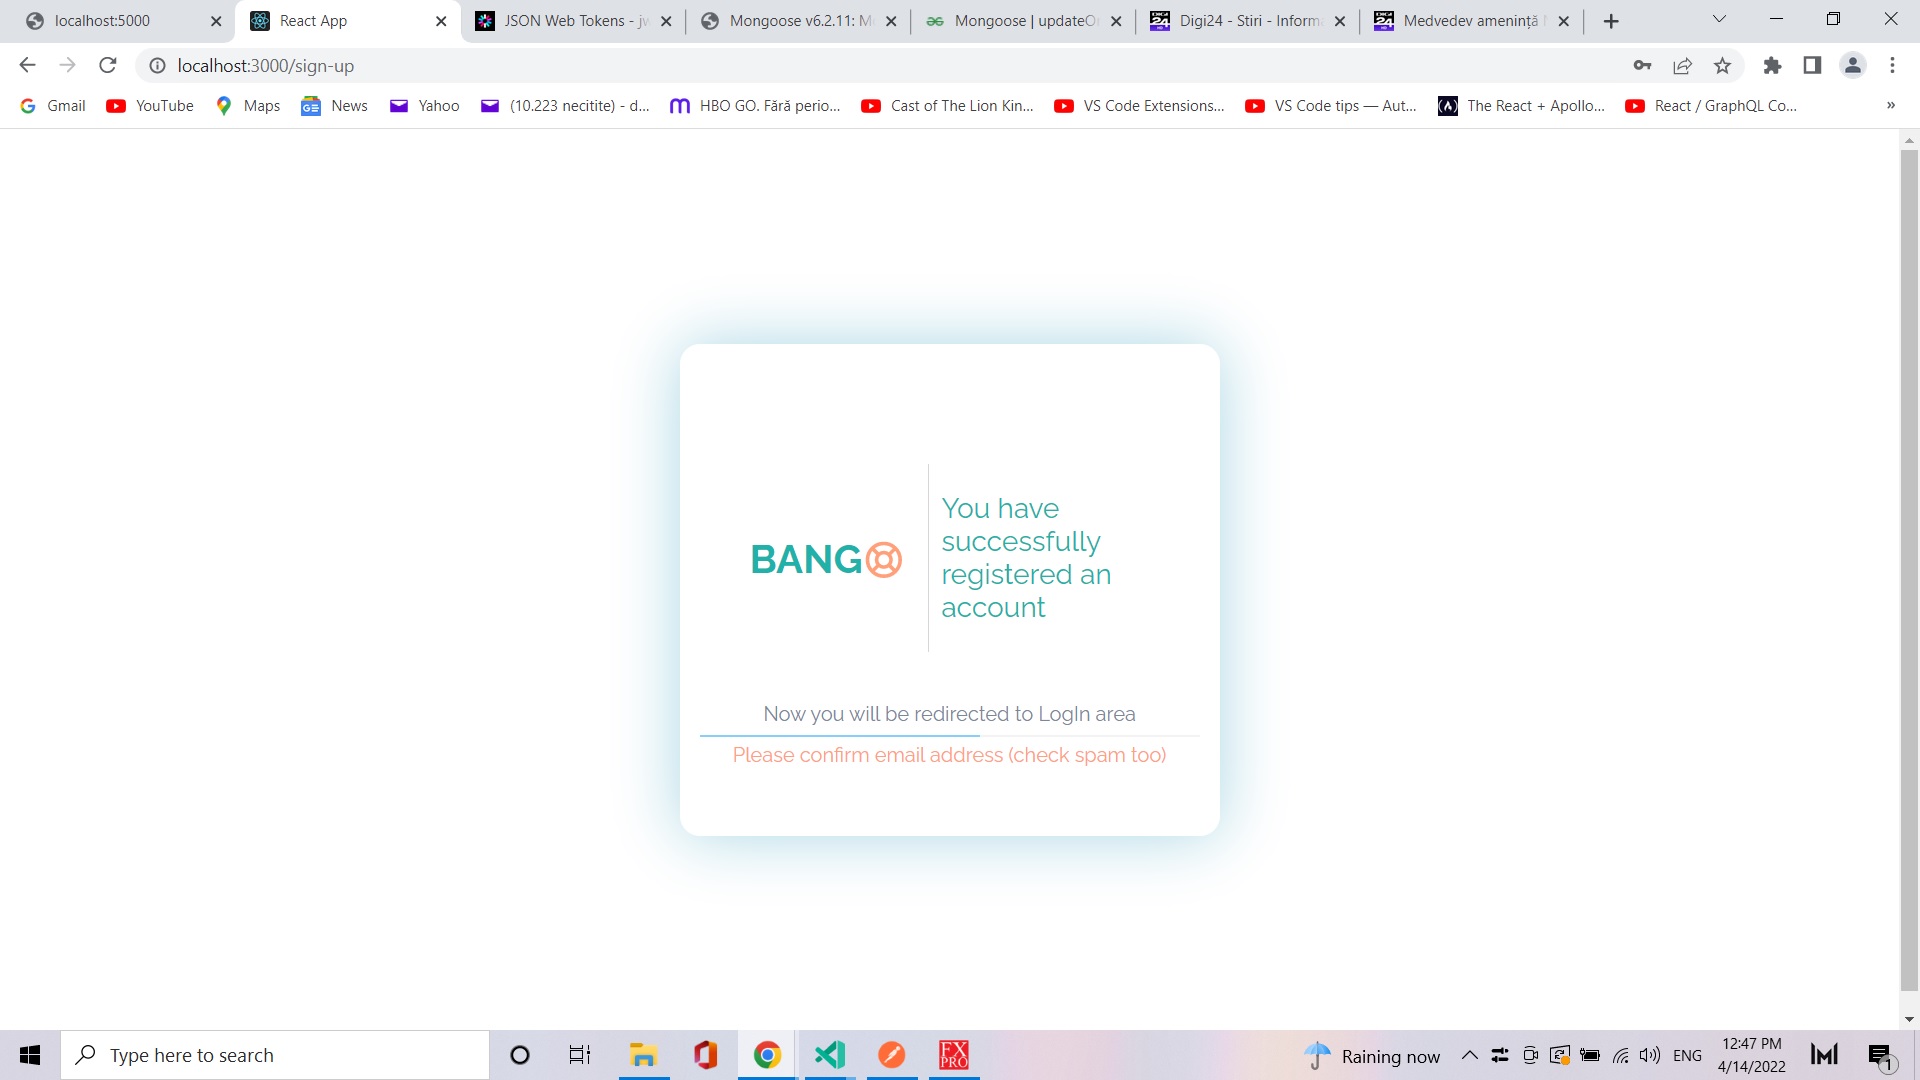 localhost:5000
React App
JSON Web Tokens - jw
Mongoose v6.2.11: M
Mongoose | updateO
Digi24 - Stiri - Inform
Medvedev amenință
localhost:3000/sign-up
Gmail
YouTube
Maps
News
Yahoo
(10.223 necitite) - d...
HBO GO. Fără perio...
Cast of The Lion Kin...
VS Code Extensions...
VS Code tips — Aut...
The React + Apollo...
React / GraphQL Co...
»
BANG
You have
successfully
registered an
account
Now you will be redirected to LogIn area
Please confirm email address (check spam too)
Type here to search
FX
PRO
Raining now
ENG
12:47 PM
4/14/2022
1